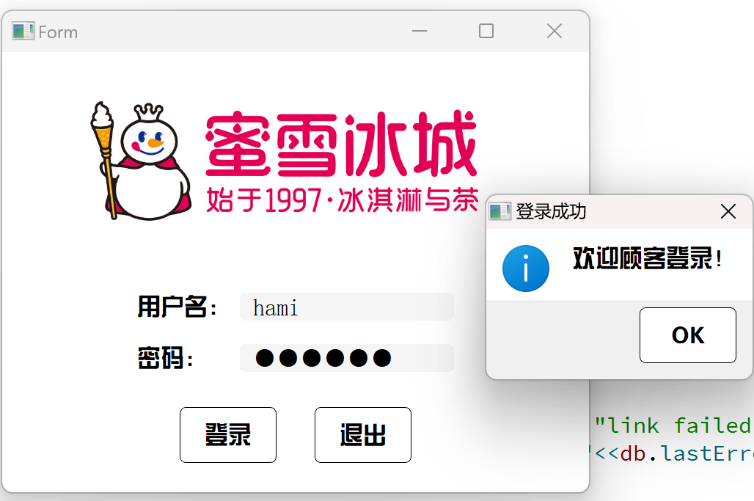 Form
蜜雪冰城
始于1997·冰淇淋与茶
登录成功
欢迎顾客登录!
OK
用户名: hami
密码: ●●●●●●
登录 退出
"link failed
"<<db.lastErr